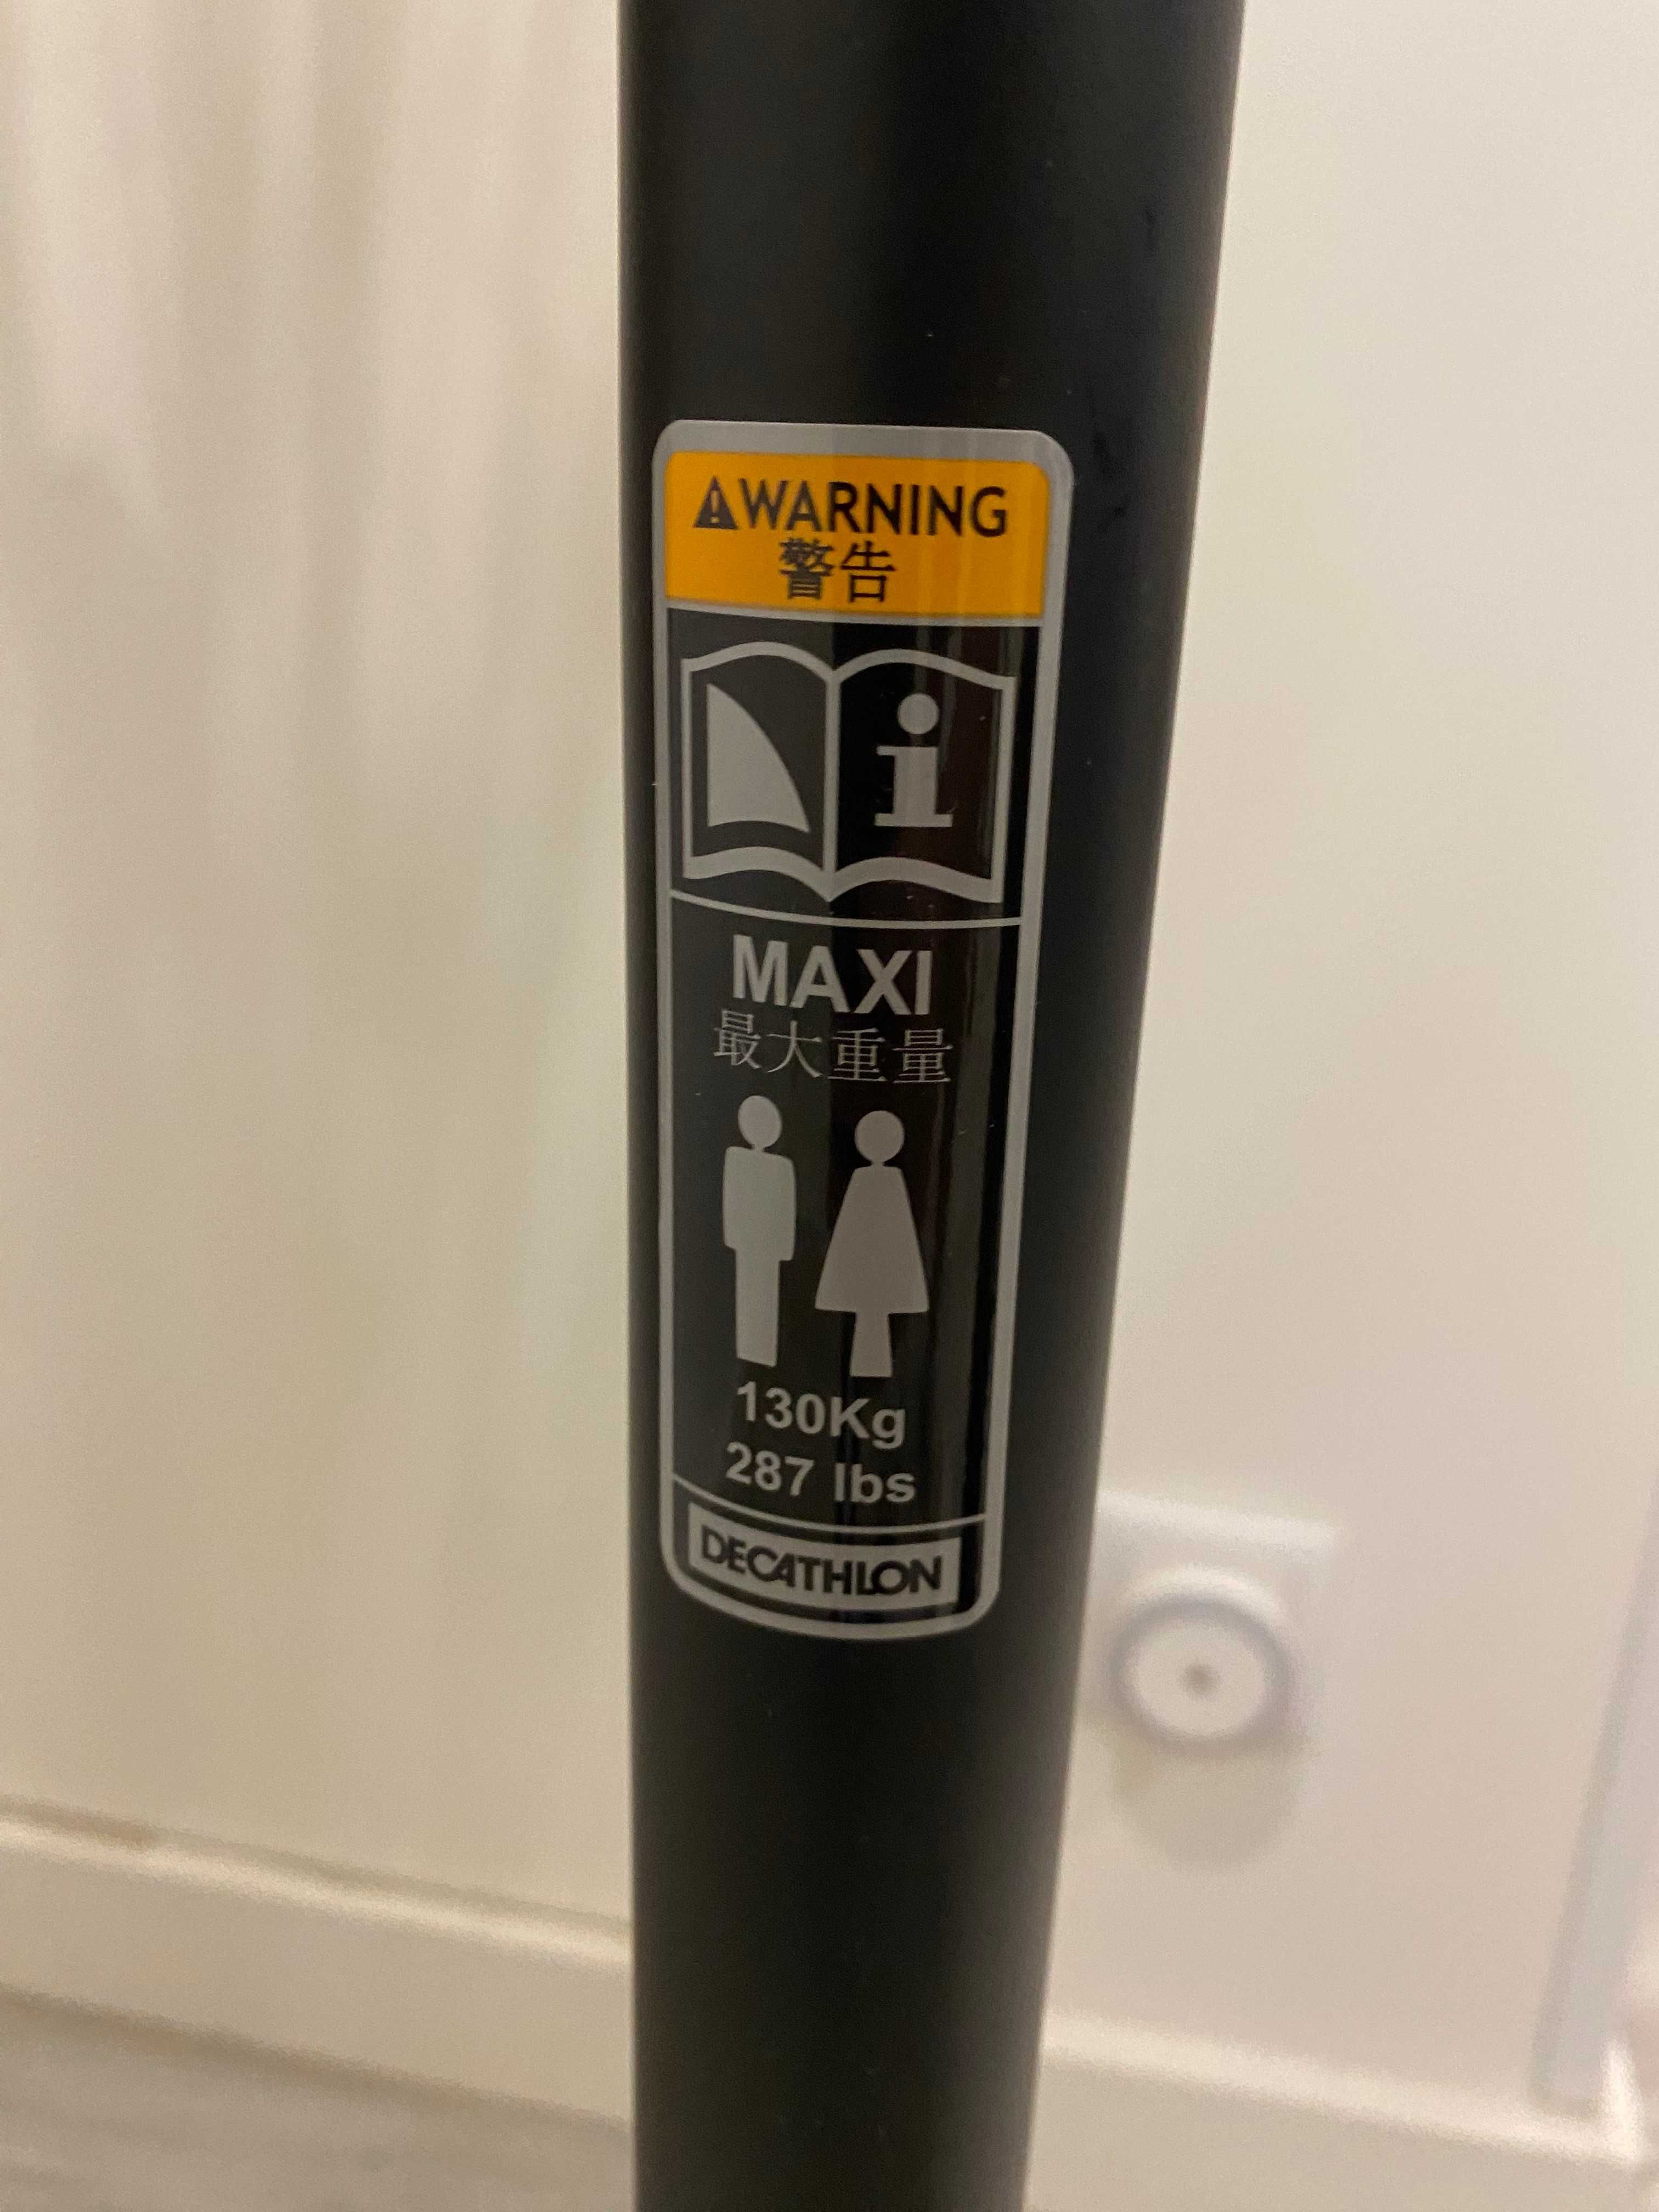 WARNING
警告
i
MAXI
最大重量
130Kg
287 lbs
DECATHLON